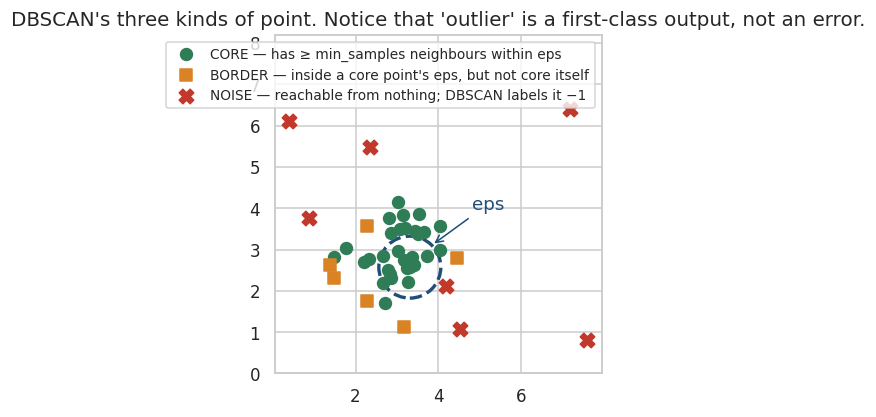 DBSCAN's three kinds of point. Notice that 'outlier' is a first-class output, not an error.
8
CORE — has ≥ min_samples neighbours within eps
BORDER — inside a core point's eps, but not core itself
7
NOISE — reachable from nothing; DBSCAN labels it −1
6
5
eps
4
3
2
1
0
2
4
6